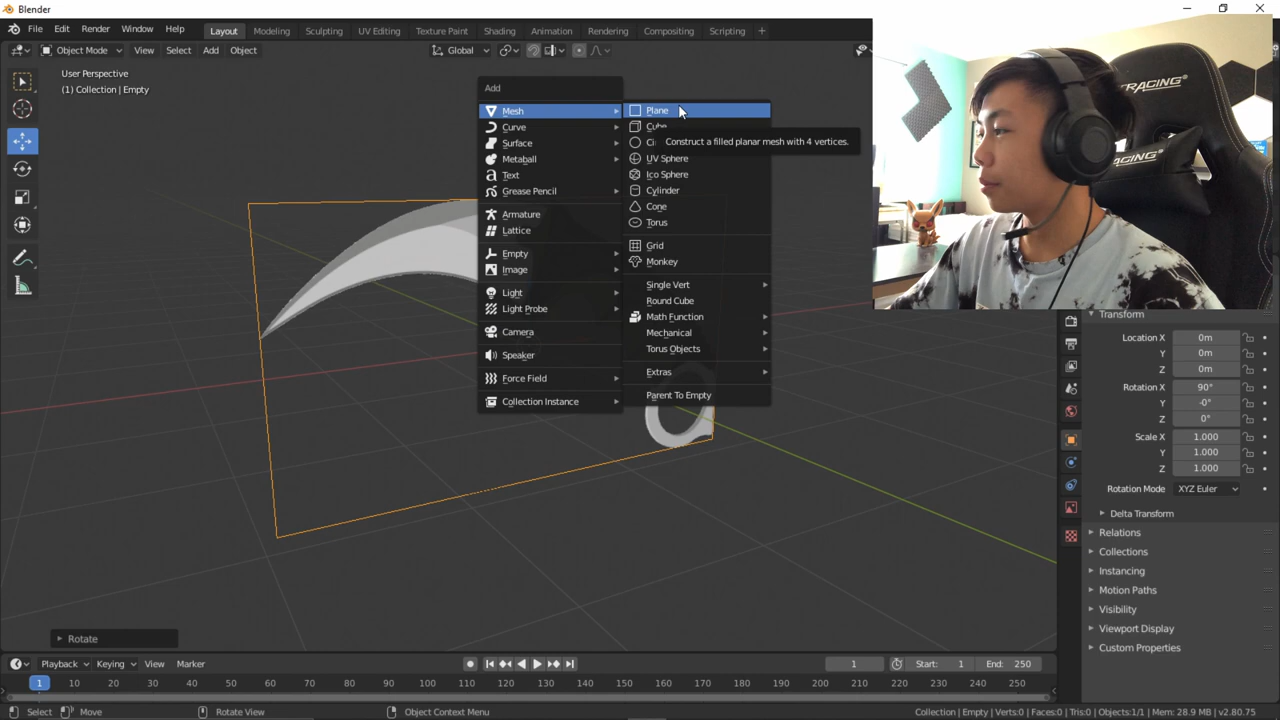 Blender
File Edit Render Window Help
Layout Modeling Sculpting UV Editing Texture Paint Shading Animation Rendering Compositing Scripting +
Object Mode View Select Add Object Global
User Perspective
(1) Collection | Empty
Add
Mesh
Curve
Surface
Metaball
Text
Grease Pencil
Armature
Lattice
Empty
Image
Light
Light Probe
Camera
Speaker
Force Field
Collection Instance
Plane
Cube
Construct a filled planar mesh with 4 vertices.
UV Sphere
Ico Sphere
Cylinder
Cone
Torus
Grid
Monkey
Single Vert
Round Cube
Math Function
Mechanical
Torus Objects
Extras
Parent To Empty
TRACING
RACING
Transform
Location X 0m
Y 0m
Z 0m
Rotation X 90°
Y -0°
Z 0°
Scale X 1.000
Y 1.000
Z 1.000
Rotation Mode XYZ Euler
Delta Transform
Relations
Collections
Instancing
Motion Paths
Visibility
Viewport Display
Custom Properties
Rotate
Playback Keying View Marker 1 Start: 1 End: 250
1 10 20 30 40 50 60 70 80 90 100 110 120 130 140 150 160 170 180 190 200 210 220 230 240 250
Select Move Rotate View Object Context Menu Collection | Empty | Verts:0 | Faces:0 | Tris:0 | Objects:1/1 | Mem: 28.9 MB | v2.80.75